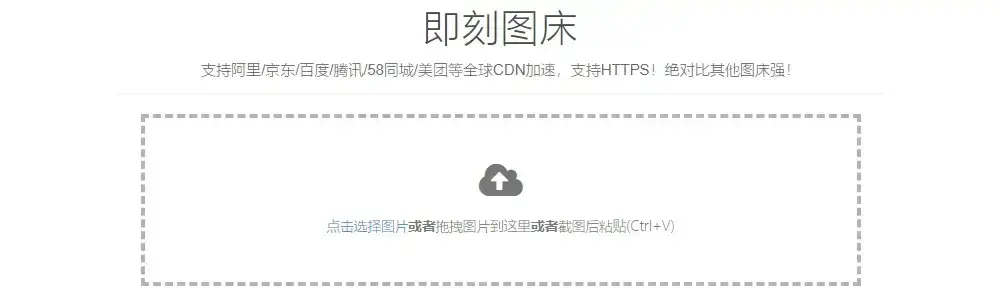 即刻图床
支持阿里/京东/百度/腾讯/58同城/美团等全球CDN加速，支持HTTPS！绝对比其他图床强！
点击选择图片或者拖拽图片到这里或者截图后粘贴(Ctrl+V)